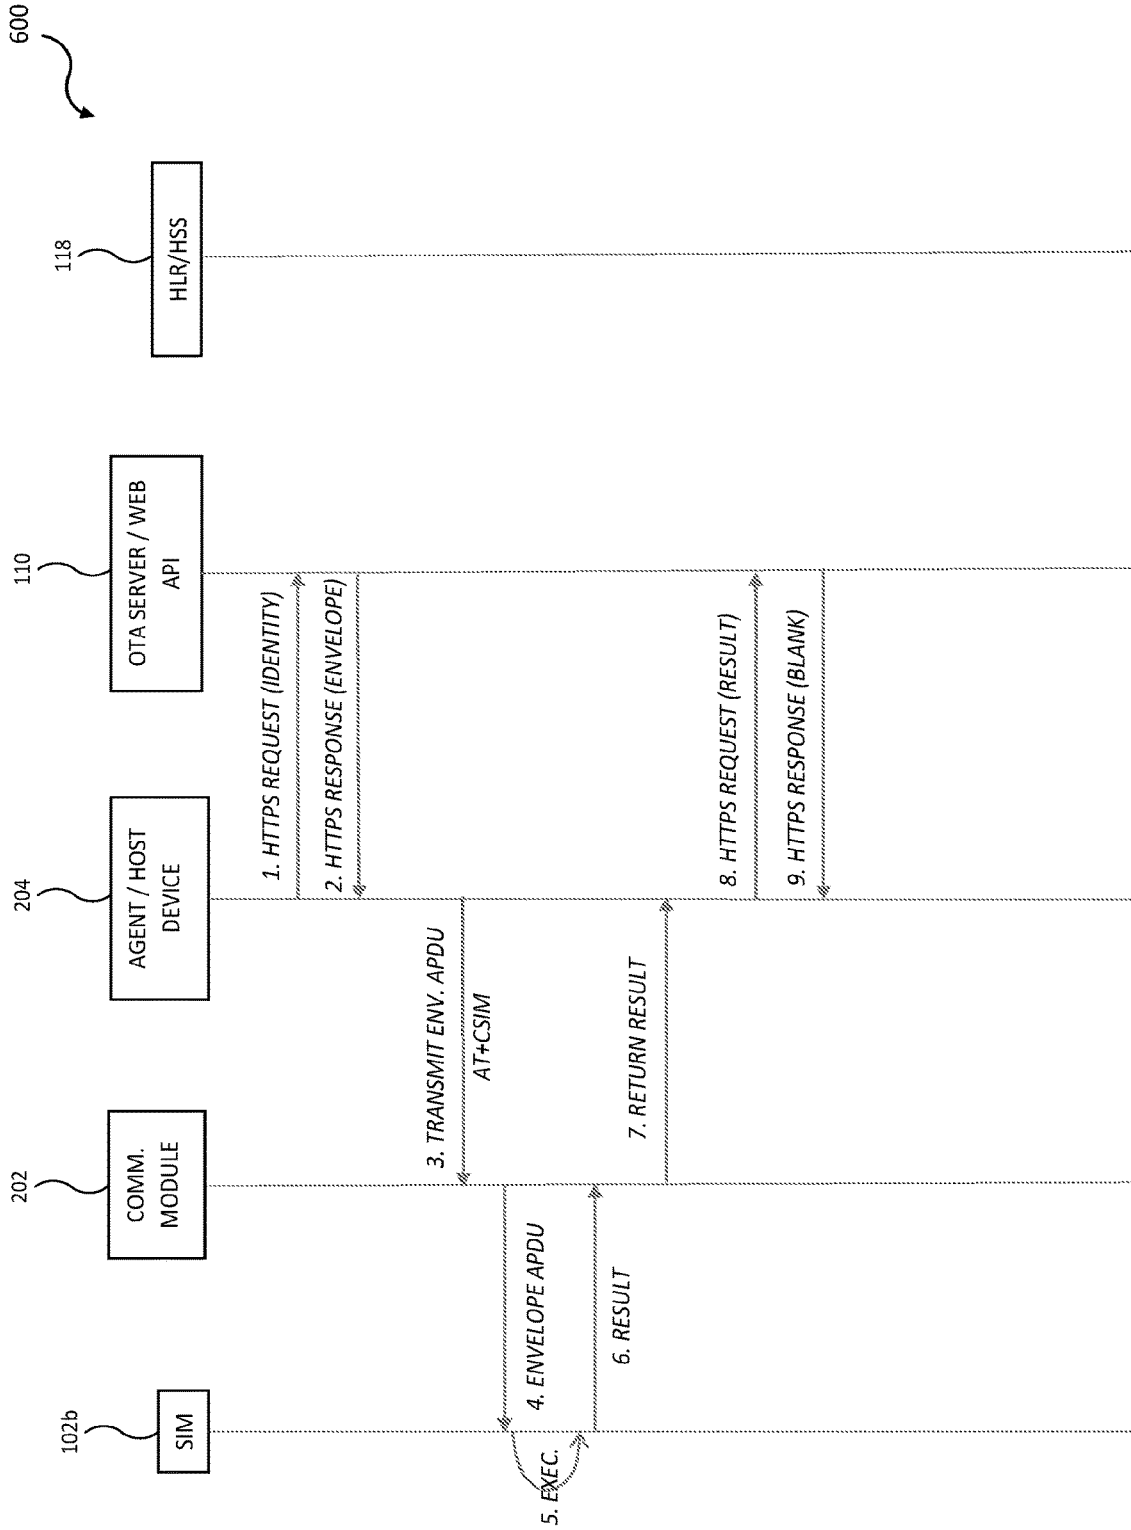 600
102b
202
204
110
118
SIM
COMM.
MODULE
AGENT / HOST
DEVICE
OTA SERVER / WEB
API
HLR/HSS
1. HTTPS REQUEST (IDENTITY)
2. HTTPS RESPONSE (ENVELOPE)
3. TRANSMIT ENV. APDU
AT+CSIM
4. ENVELOPE APDU
5. EXEC.
6. RESULT
7. RETURN RESULT
8. HTTPS REQUEST (RESULT)
9. HTTPS RESPONSE (BLANK)